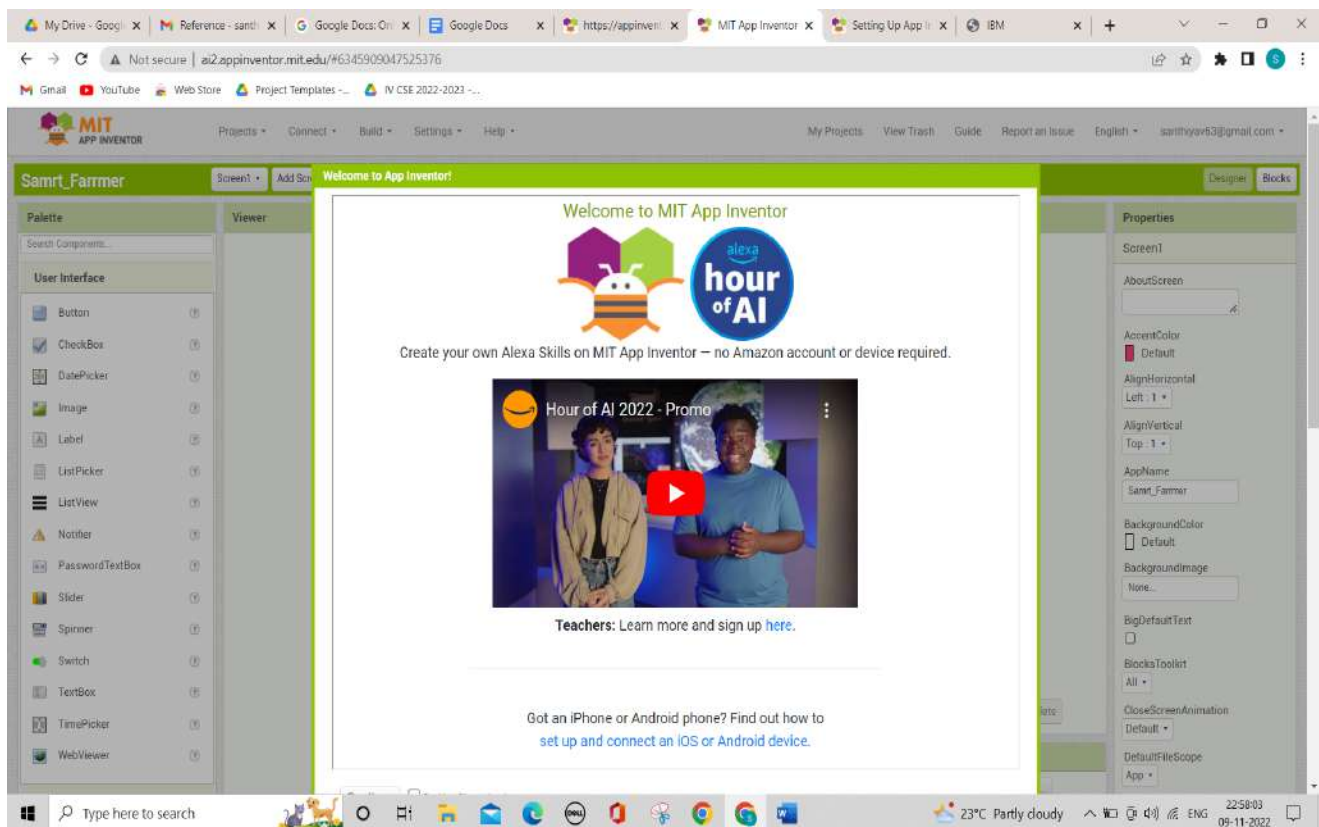 My Drive - Googl
Reference - santh
Google Docs: Onl
Google Docs
https://appinvent
MIT App Inventor
Setting Up App In
IBM
Not secure
ai2.appinventor.mit.edu/#6345909047525376
Gmail
YouTube
Web Store
Project Templates -...
IV CSE 2022-2023 -...
MIT
APP INVENTOR
Projects
Connect
Build
Settings
Help
My Projects
View Trash
Guide
Report an Issue
English
Samrt_Farrmer
Screen1
Add Scr
Designer
Blocks
Palette
Search Components...
User Interface
Button
CheckBox
DatePicker
Image
Label
ListPicker
ListView
Notifier
PasswordTextBox
Slider
Spinner
Switch
TextBox
TimePicker
WebViewer
Viewer
Welcome to App Inventor!
Welcome to MIT App Inventor
alexa
hour
of AI
Create your own Alexa Skills on MIT App Inventor — no Amazon account or device required.
Hour of AI 2022 - Promo
Teachers: Learn more and sign up here.
Got an iPhone or Android phone? Find out how to
set up and connect an iOS or Android device.
Properties
Screen1
AboutScreen
AccentColor
Default
AlignHorizontal
Left : 1
AlignVertical
Top : 1
AppName
Samrt_Farrmer
BackgroundColor
Default
BackgroundImage
None...
BigDefaultText
BlocksToolkit
All
CloseScreenAnimation
Default
DefaultFileScope
App
Type here to search
DELL
23°C Partly cloudy
ENG
22:58:03
09-11-2022